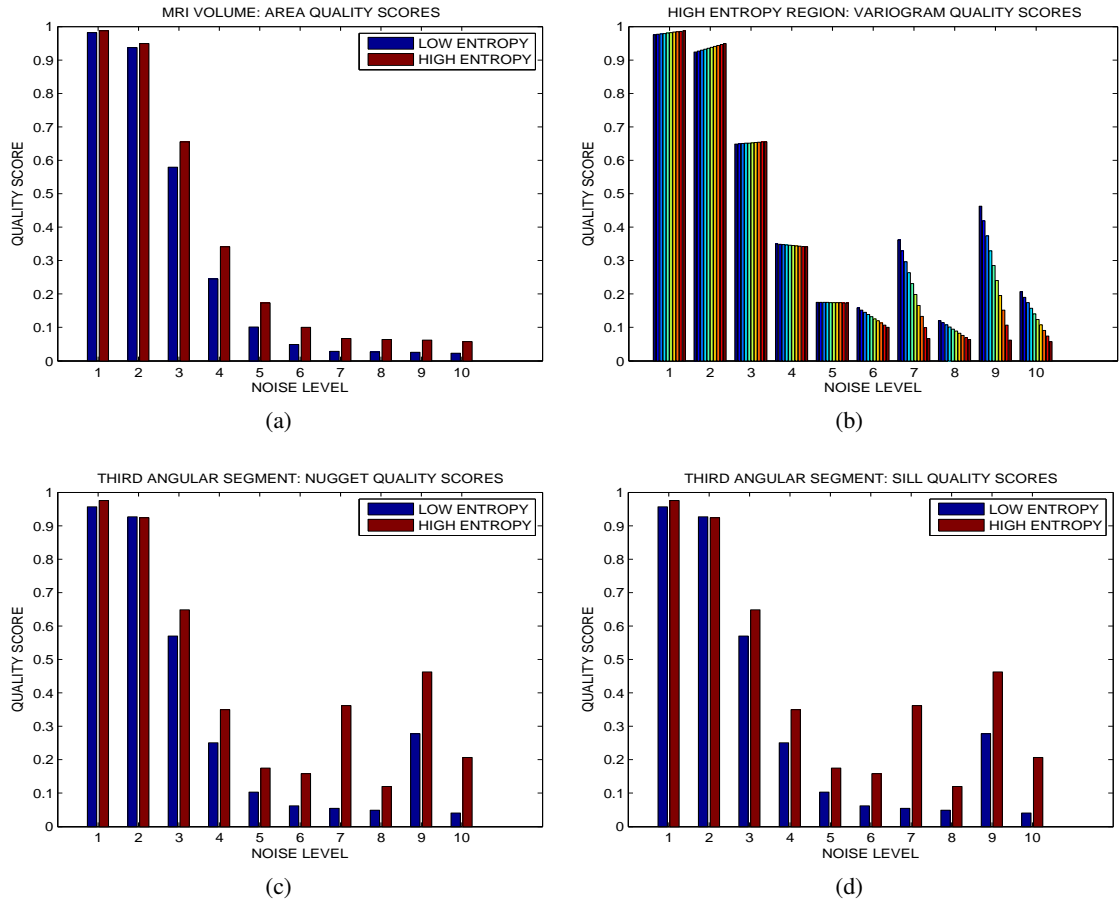 MRI VOLUME: AREA QUALITY SCORES
QUALITY SCORE
1
0.9
0.8
0.7
0.6
0.5
0.4
0.3
0.2
0.1
0
LOW ENTROPY
HIGH ENTROPY
1 2 3 4 5 6 7 8 9 10
NOISE LEVEL
(a)
HIGH ENTROPY REGION: VARIOGRAM QUALITY SCORES
QUALITY SCORE
1
0.9
0.8
0.7
0.6
0.5
0.4
0.3
0.2
0.1
0
1 2 3 4 5 6 7 8 9 10
NOISE LEVEL
(b)
THIRD ANGULAR SEGMENT: NUGGET QUALITY SCORES
QUALITY SCORE
1
0.9
0.8
0.7
0.6
0.5
0.4
0.3
0.2
0.1
0
LOW ENTROPY
HIGH ENTROPY
1 2 3 4 5 6 7 8 9 10
NOISE LEVEL
(c)
THIRD ANGULAR SEGMENT: SILL QUALITY SCORES
QUALITY SCORE
1
0.9
0.8
0.7
0.6
0.5
0.4
0.3
0.2
0.1
0
LOW ENTROPY
HIGH ENTROPY
1 2 3 4 5 6 7 8 9 10
NOISE LEVEL
(d)